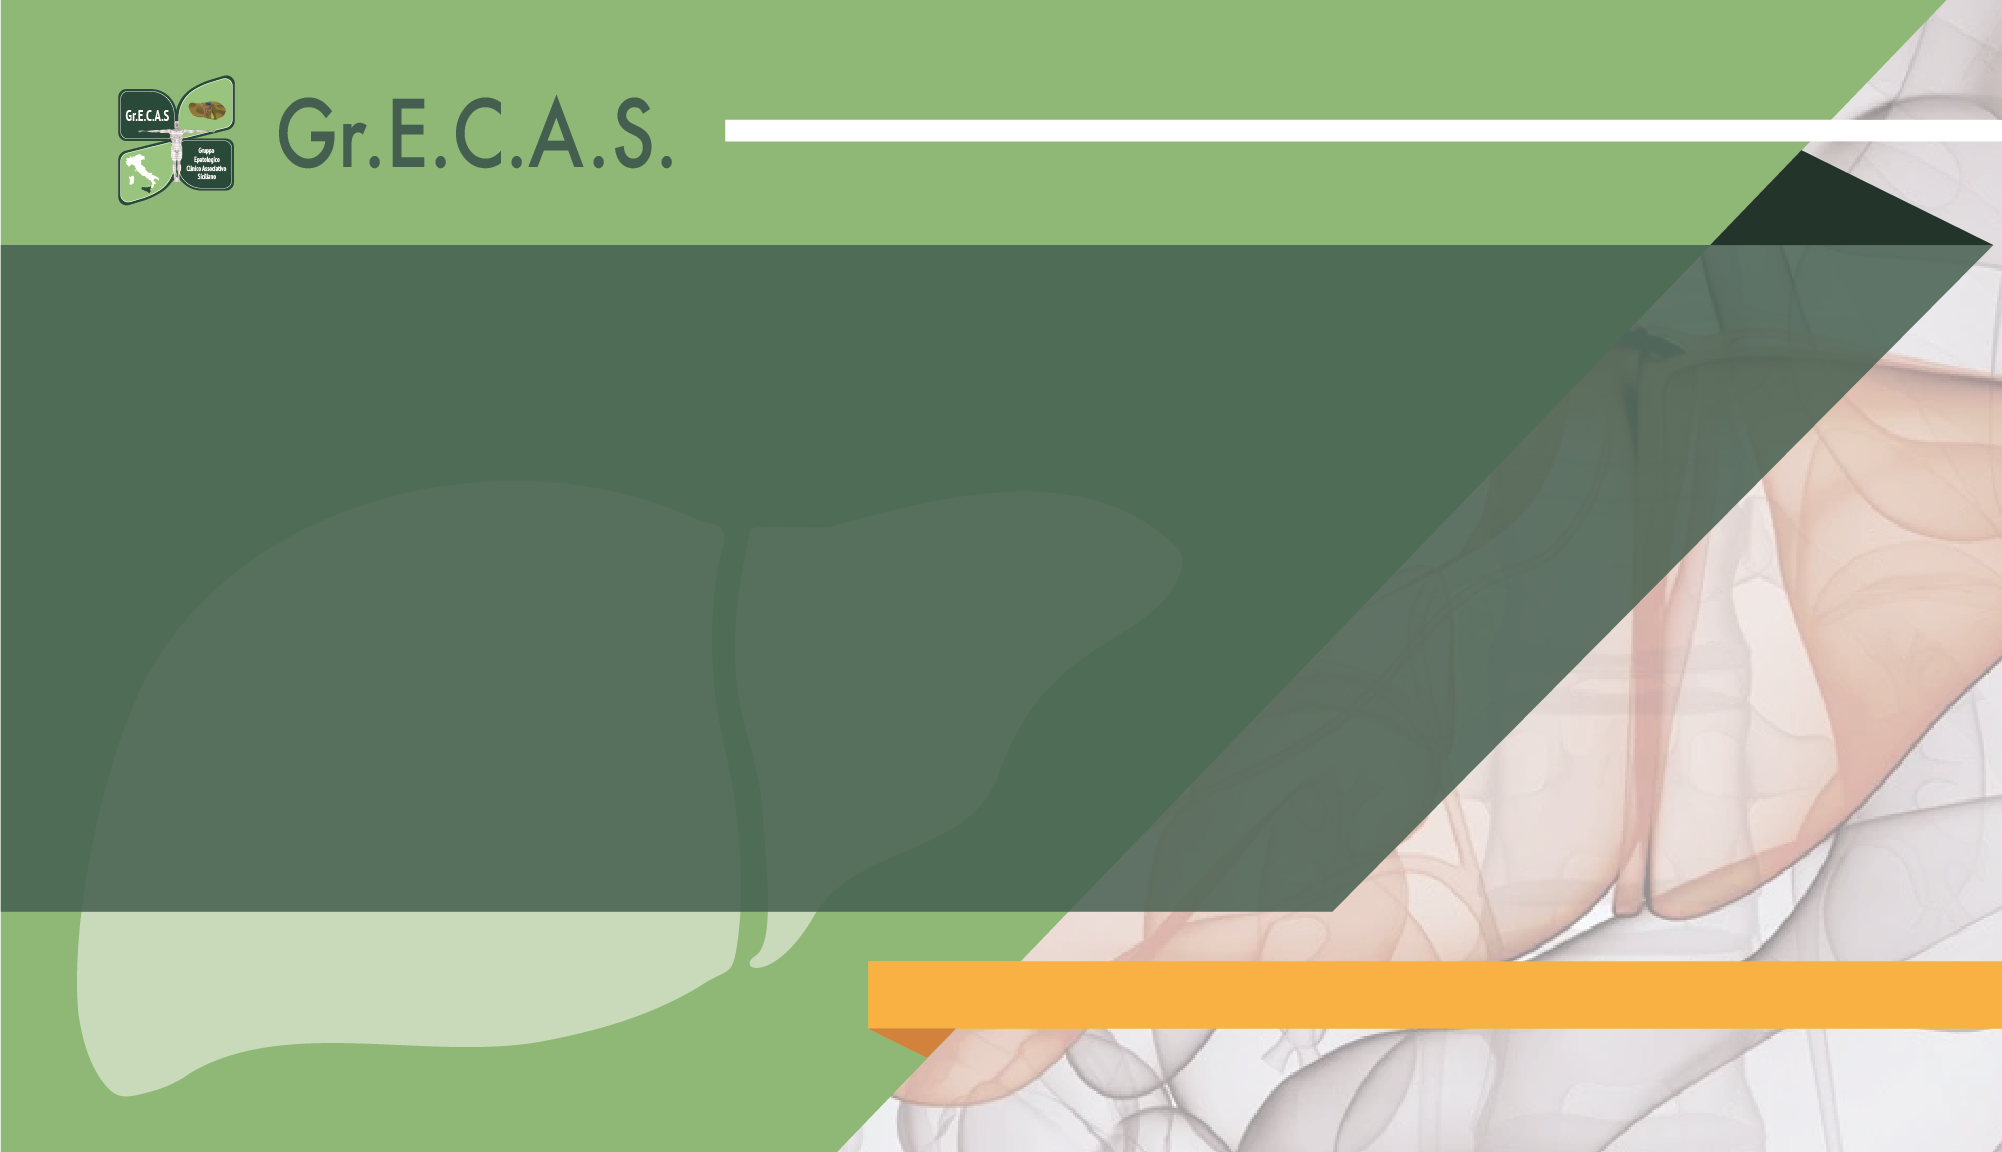 Gr.E.C.A.S
Gruppo
Epatologico
Clinico Associativo
Siciliano
Gr.E.C.A.S.